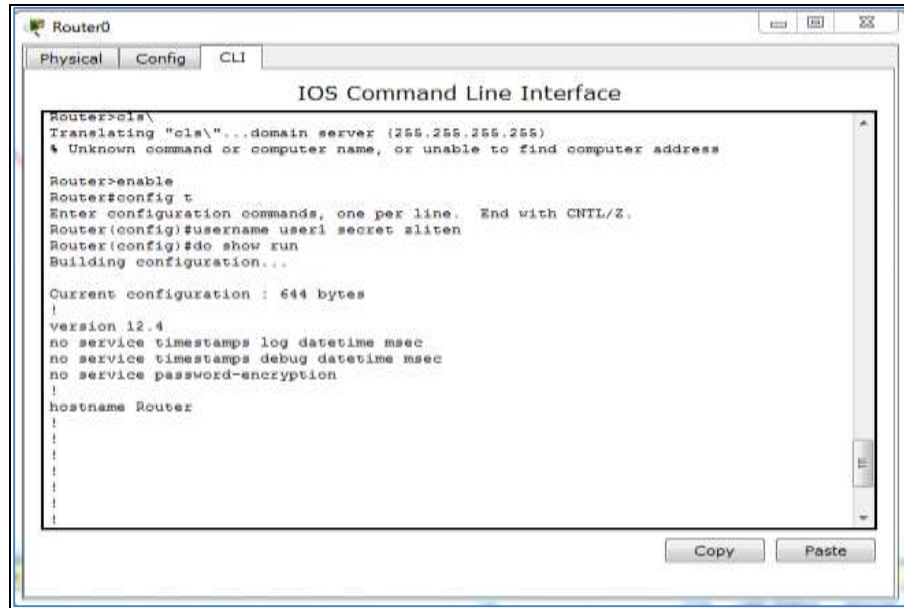 Router0
Physical Config CLI
IOS Command Line Interface
Router>cls\
Translating "cls\"...domain server (255.255.255.255)
% Unknown command or computer name, or unable to find computer address
Router>enable
Router#config t
Enter configuration commands, one per line. End with CNTL/Z.
Router(config)#username user1 secret aliten
Router(config)#do show run
Building configuration...
Current configuration : 644 bytes
!
version 12.4
no service timestamps log datetime msec
no service timestamps debug datetime msec
no service password-encryption
!
hostname Router
!
!
!
!
!
!
!
Copy Paste